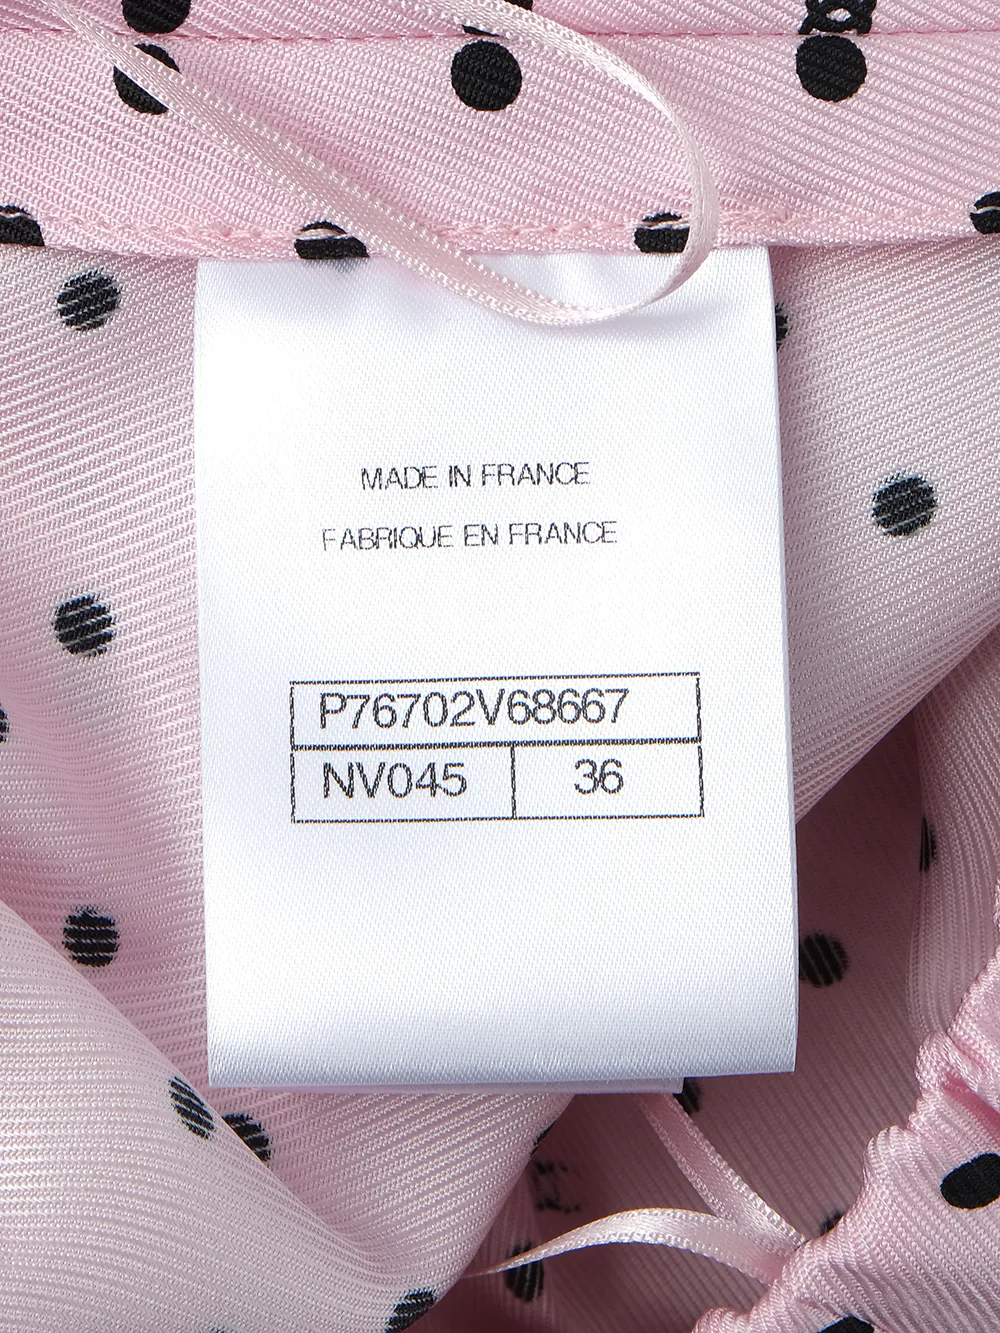 MADE IN FRANCE
FABRIQUE EN FRANCE
P76702V68667
NV045 36